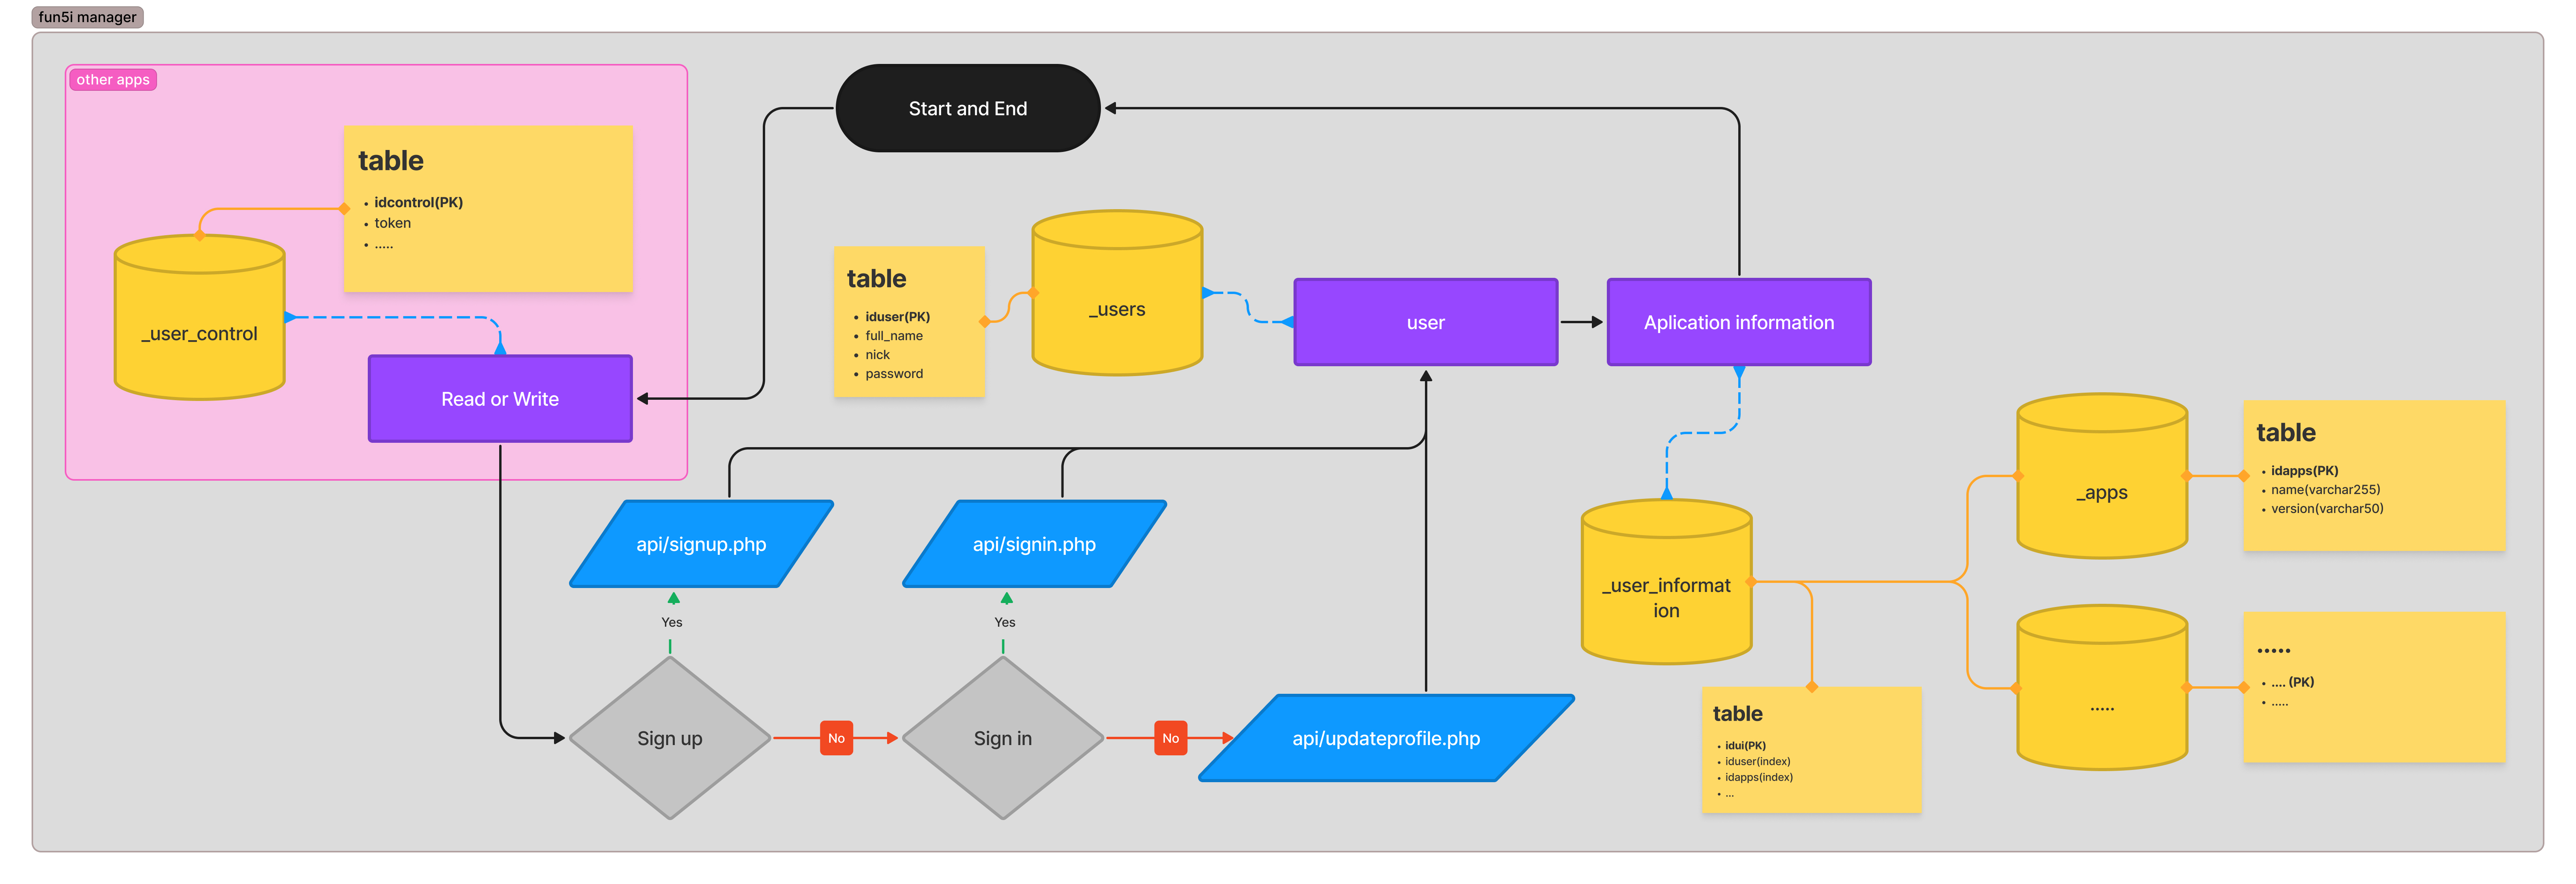 fun5i manager
other apps
table
• idcontrol(PK)
• token
• .....
_user_control
Read or Write
Start and End
table
• iduser(PK)
• full_name
• nick
• password
_users
user
Aplication information
api/signup.php
api/signin.php
Yes
Yes
Sign up
No
Sign in
No
api/updateprofile.php
_user_informat
ion
table
• idui(PK)
• iduser(index)
• idapps(index)
• ...
_apps
table
• idapps(PK)
• name(varchar255)
• version(varchar50)
.....
.....
• .... (PK)
• .....